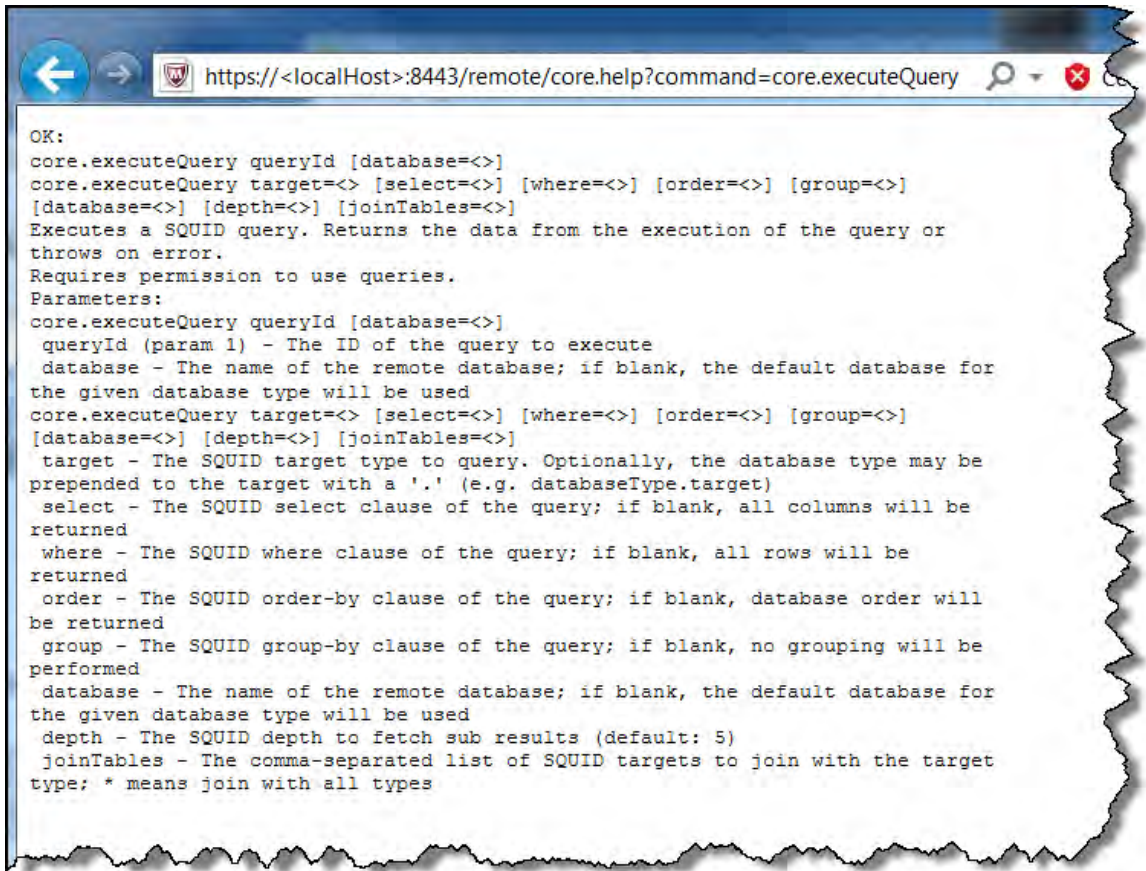 https://<localHost>:8443/remote/core.help?command=core.executeQuery
OK:
core.executeQuery queryId [database=<>]
core.executeQuery target=<> [select=<>] [where=<>] [order=<>] [group=<>]
[database=<>] [depth=<>] [joinTables=<>]
Executes a SQUID query. Returns the data from the execution of the query or
throws on error.
Requires permission to use queries.
Parameters:
core.executeQuery queryId [database=<>]
queryId (param 1) - The ID of the query to execute
database - The name of the remote database; if blank, the default database for
the given database type will be used
core.executeQuery target=<> [select=<>] [where=<>] [order=<>] [group=<>]
[database=<>] [depth=<>] [joinTables=<>]
target - The SQUID target type to query. Optionally, the database type may be
prepended to the target with a '.' (e.g. databaseType.target)
select - The SQUID select clause of the query; if blank, all columns will be
returned
where - The SQUID where clause of the query; if blank, all rows will be
returned
order - The SQUID order-by clause of the query; if blank, database order will
be returned
group - The SQUID group-by clause of the query; if blank, no grouping will be
performed
database - The name of the remote database; if blank, the default database for
the given database type will be used
depth - The SQUID depth to fetch sub results (default: 5)
joinTables - The comma-separated list of SQUID targets to join with the target
type; * means join with all types